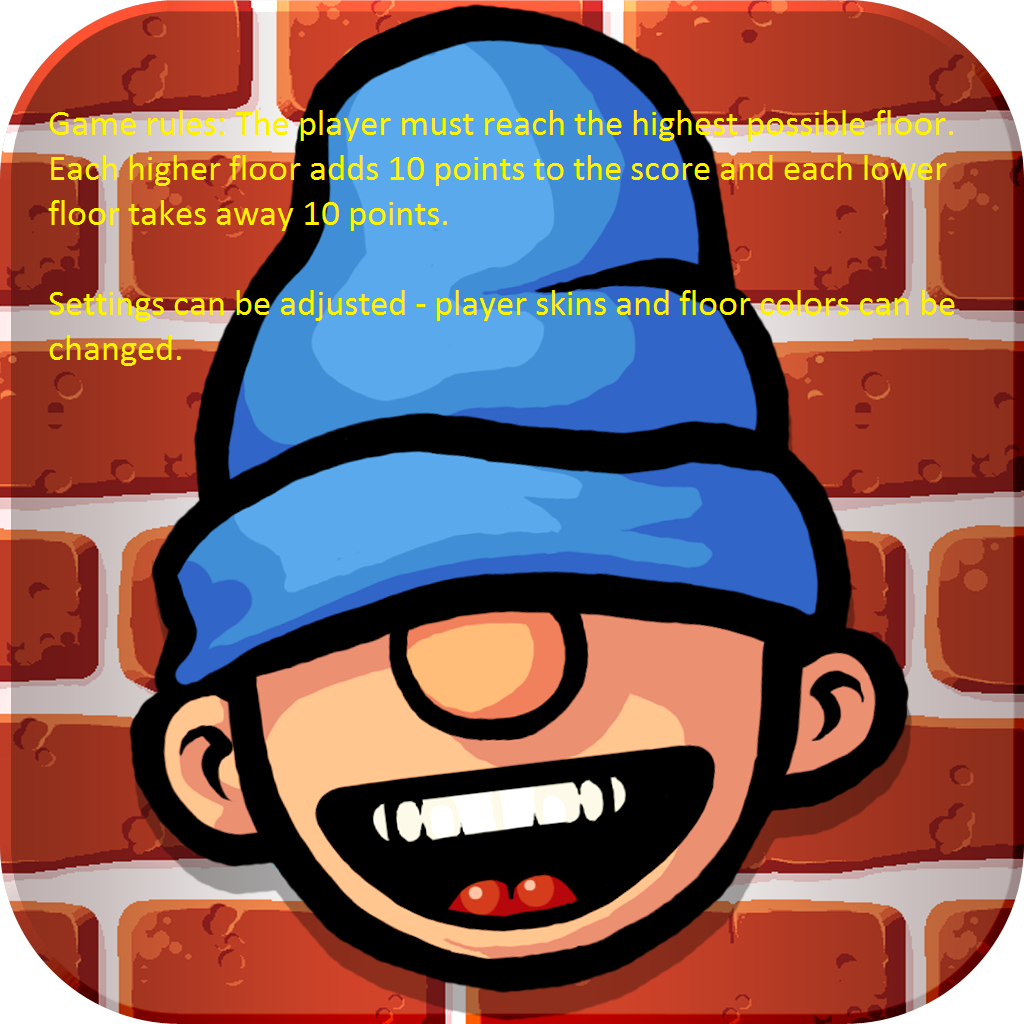 Game rules: The player must reach the highest possible floor.
Each higher floor adds 10 points to the score and each lower
floor takes away 10 points.
Settings can be adjusted - player skins and floor colors can be
changed.